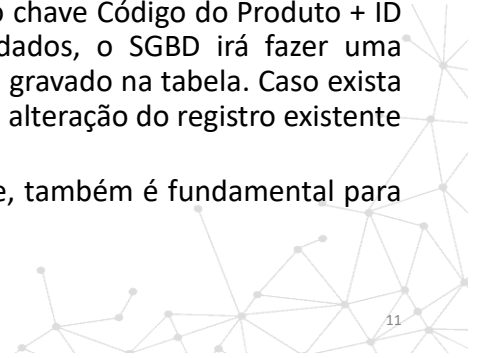 chave Código do Produto + ID
dados, o SGBD irá fazer uma
gravado na tabela. Caso exista
alteração do registro existente
também é fundamental para
11